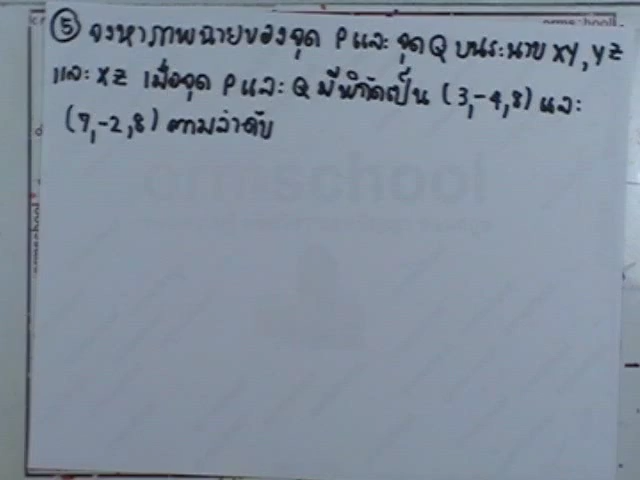 ⑤ จงหาภาพฉายของจุด P และ จุด Q บนระนาบ XY, YZ
และ XZ เมื่อจุด P และ Q มีพิกัดเป็น (3,-4,8) และ
(9,-2,8) ตามลำดับ
school